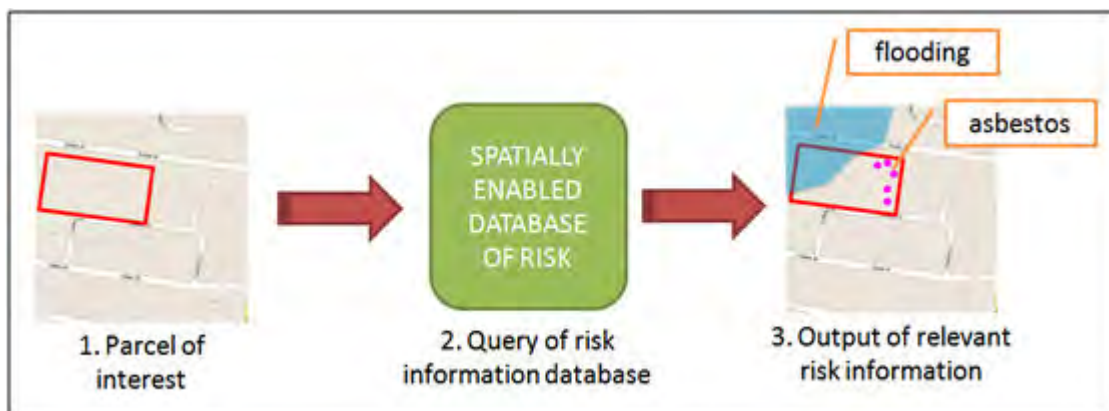 flooding
asbestos
SPATIALLY
ENABLED
DATABASE
OF RISK
1. Parcel of
interest
2. Query of risk
information database
3. Output of relevant
risk information